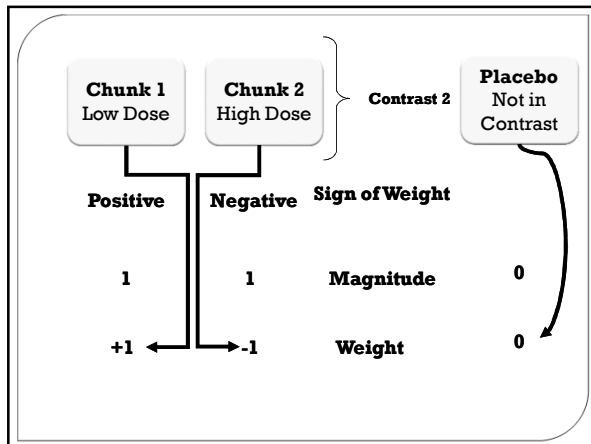 Chunk 1
Low Dose
Chunk 2
High Dose
Contrast 2
Placebo
Not in
Contrast
Positive
Negative
Sign of Weight
1
1
Magnitude
0
+1
-1
Weight
0